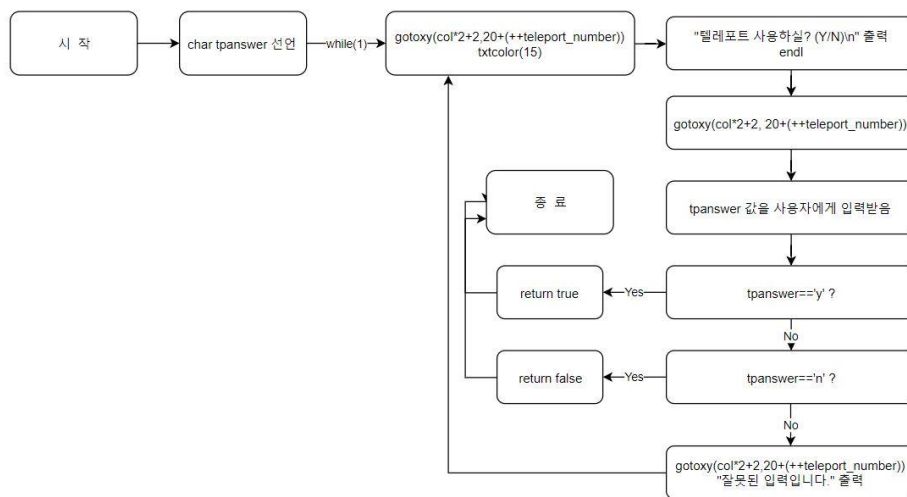 시 작
char tpanswer 선언
while(1)
gotoxy(col*2+2,20+(++teleport_number))
txtcolor(15)
"텔레포트 사용하실? (Y/N)\n" 출력
endl
gotoxy(col*2+2, 20+(++teleport_number))
tpanswer 값을 사용자에게 입력받음
tpanswer=='y' ?
Yes
return true
종 료
No
tpanswer=='n' ?
Yes
return false
No
gotoxy(col*2+2,20+(++teleport_number))
"잘못된 입력입니다." 출력